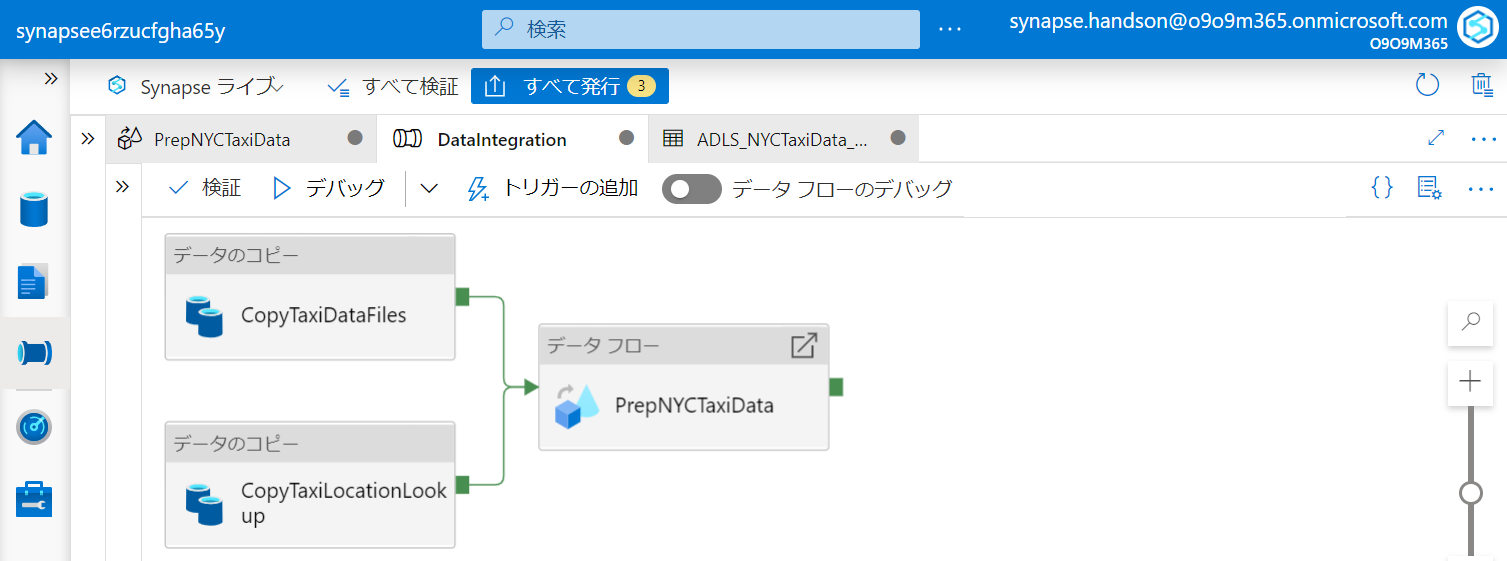 synapsee6rzucfgha65y
検索
synapse.handson@o9o9m365.onmicrosoft.com
O9O9M365
Synapse ライブ
すべて検証
すべて発行 3
PrepNYCTaxiData
DataIntegration
ADLS_NYCTaxiData_...
検証
デバッグ
トリガーの追加
データ フローのデバッグ
データのコピー
CopyTaxiDataFiles
データ フロー
PrepNYCTaxiData
データのコピー
CopyTaxiLocationLook
up